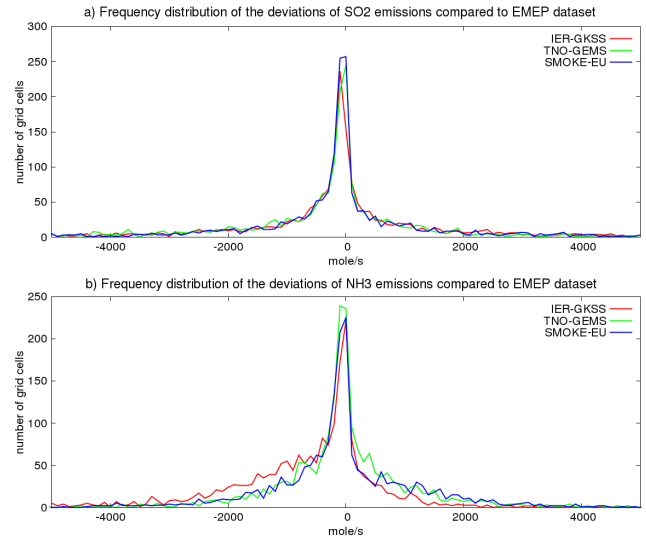 a) Frequency distribution of the deviations of SO2 emissions compared to EMEP dataset
300
250
200
150
100
50
0
number of grid cells
IER-GKSS
TNO-GEMS
SMOKE-EU
-4000 -2000 0 2000 4000
mole/s
b) Frequency distribution of the deviations of NH3 emissions compared to EMEP dataset
250
200
150
100
50
0
number of grid cells
IER-GKSS
TNO-GEMS
SMOKE-EU
-4000 -2000 0 2000 4000
mole/s